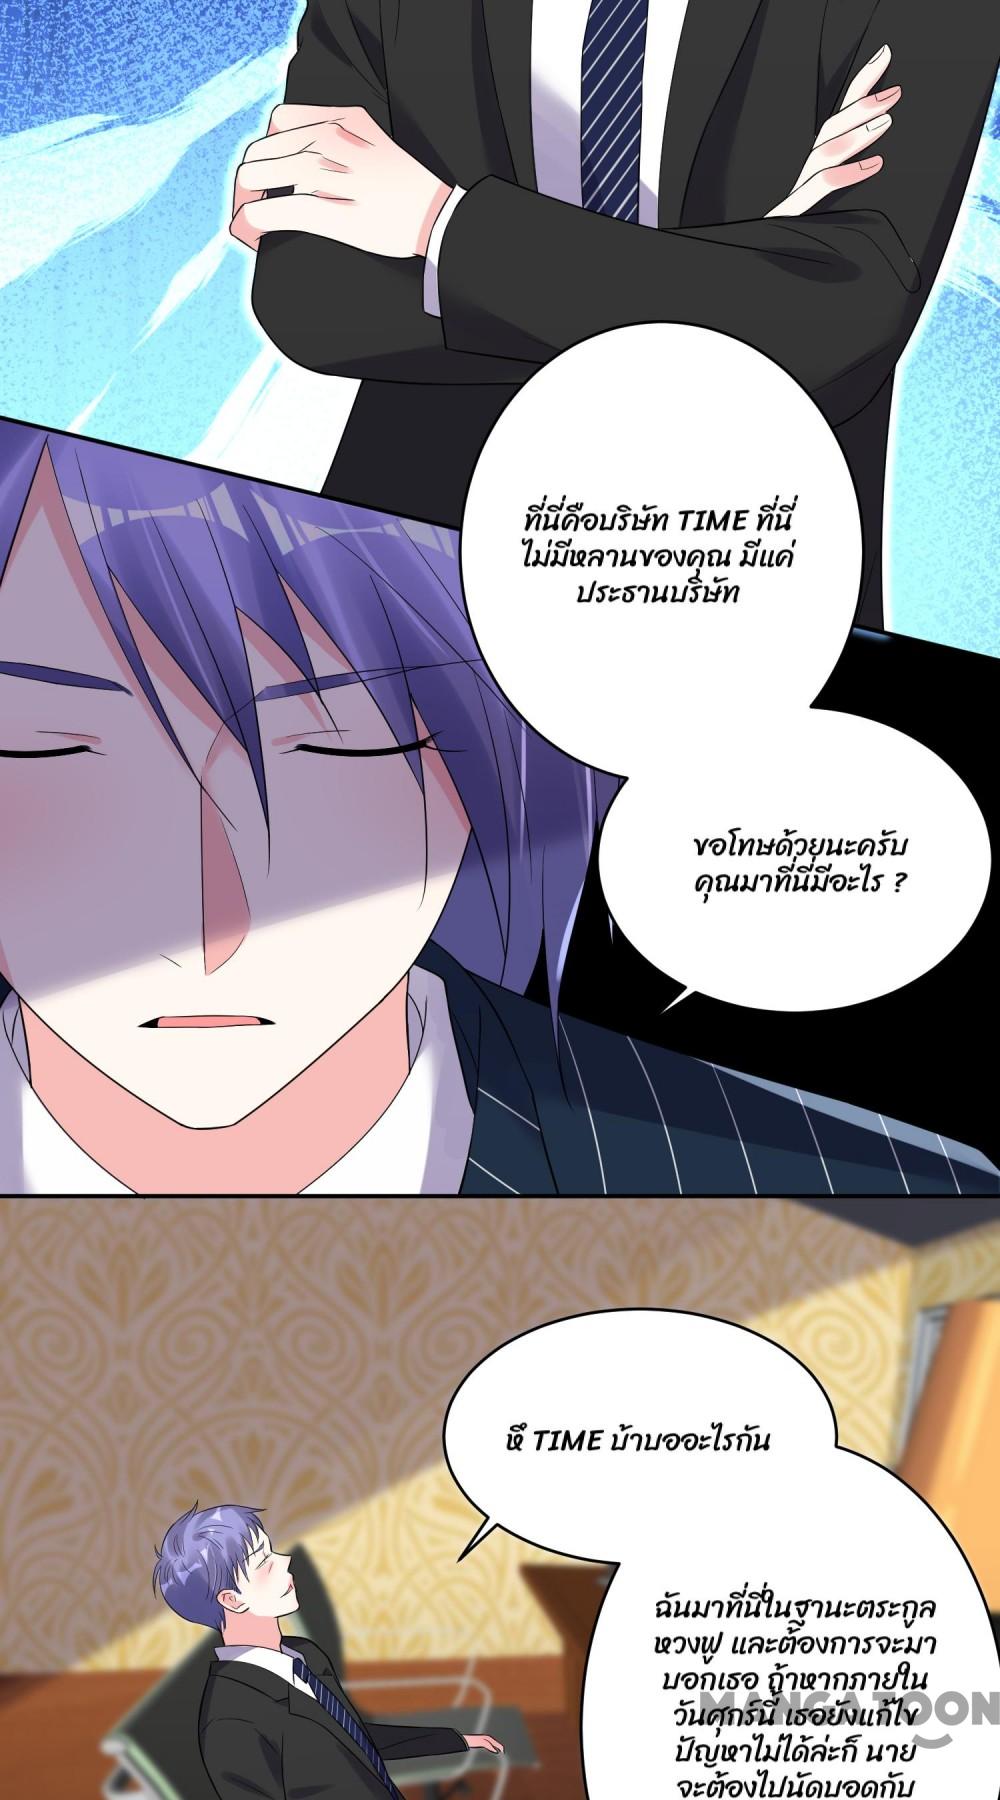 ที่นี่คือบริษัท TIME ที่นี่
ไม่มีหลานของคุณ มีแค่
ประธานบริษัท
ขอโทษด้วยนะครับ
คุณมาที่นี่มีอะไร ?
หึ TIME บ้าบออะไรกัน
ฉันมาที่นี่ในฐานะตระกูล
หวงฟู และต้องการจะมา
บอกเธอ ถ้าหากภายใน
วันศุกร์นี้ เธอยังแก้ไข
ปัญหาไม่ได้ล่ะก็ นาย
จะต้องไปนัดบอดกับ
MANGATOON